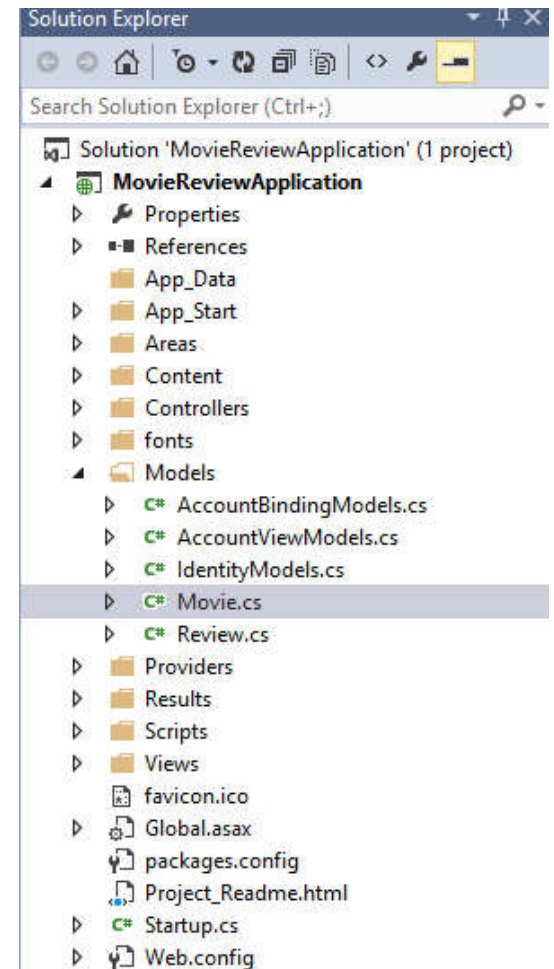 Solution Explorer
Search Solution Explorer (Ctrl+;)
Solution 'MovieReviewApplication' (1 project)
MovieReviewApplication
Properties
References
App_Data
App_Start
Areas
Content
Controllers
fonts
Models
C# AccountBindingModels.cs
C# AccountViewModels.cs
C# IdentityModels.cs
C# Movie.cs
C# Review.cs
Providers
Results
Scripts
Views
favicon.ico
Global.asax
packages.config
Project_Readme.html
C# Startup.cs
Web.config